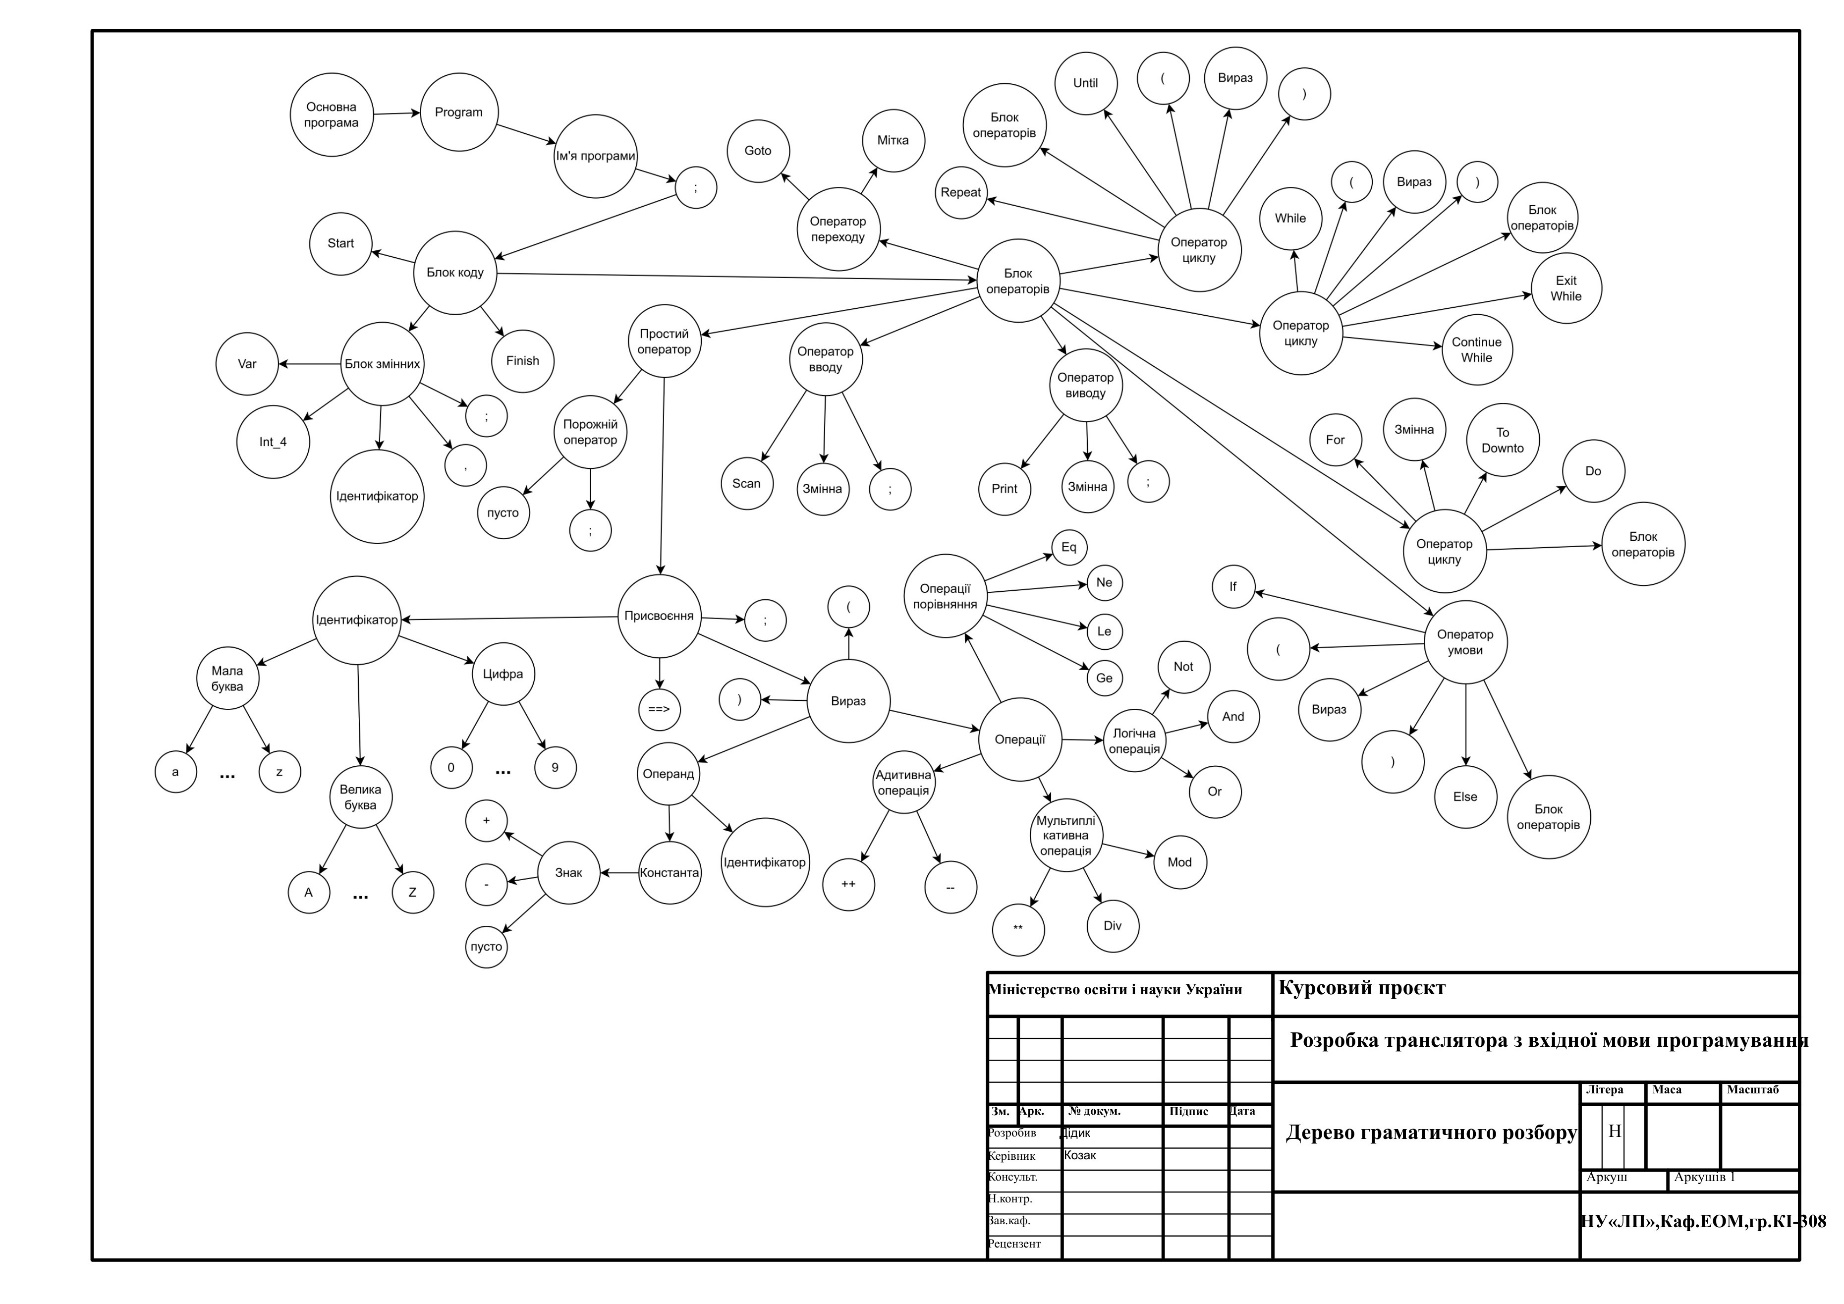 Основна
програма
Program
Ім'я програми
;
Блок коду
Start
Блок змінних
Finish
Var
Int_4
Ідентифікатор
,
;
Блок
операторів
Оператор
переходу
Goto
Мітка
Оператор
циклу
Repeat
Блок
операторів
Until
(
Вираз
)
Оператор
циклу
While
(
Вираз
)
Блок
операторів
Exit
While
Continue
While
Простий
оператор
Порожній
оператор
пусто
;
Оператор
вводу
Scan
Змінна
;
Оператор
виводу
Print
Змінна
;
Оператор
циклу
For
Змінна
To
Downto
Do
Блок
операторів
Оператор
умови
If
(
Вираз
)
Else
Блок
операторів
Присвоєння
;
==>
Ідентифікатор
Мала
буква
a
...
z
Велика
буква
A
...
Z
Цифра
0
...
9
Вираз
(
)
Операнд
Константа
Ідентифікатор
Знак
+
-
пусто
Операції
Операції
порівняння
Eq
Ne
Le
Ge
Логічна
операція
Not
And
Or
Адитивна
операція
++
--
Мультиплі
кативна
операція
**
Div
Mod
Міністерство освіти і науки України
Курсовий проєкт
Розробка транслятора з вхідної мови програмування
Зм. Арк. № докум. Підпис Дата
Розробив Дідик
Керівник Козак
Консульт.
Н.контр.
Зав.каф.
Рецензент
Дерево граматичного розбору
Літера Маса Масштаб
Н
Аркуш Аркушів 1
НУ«ЛП»,Каф.ЕОМ,гр.КІ-308